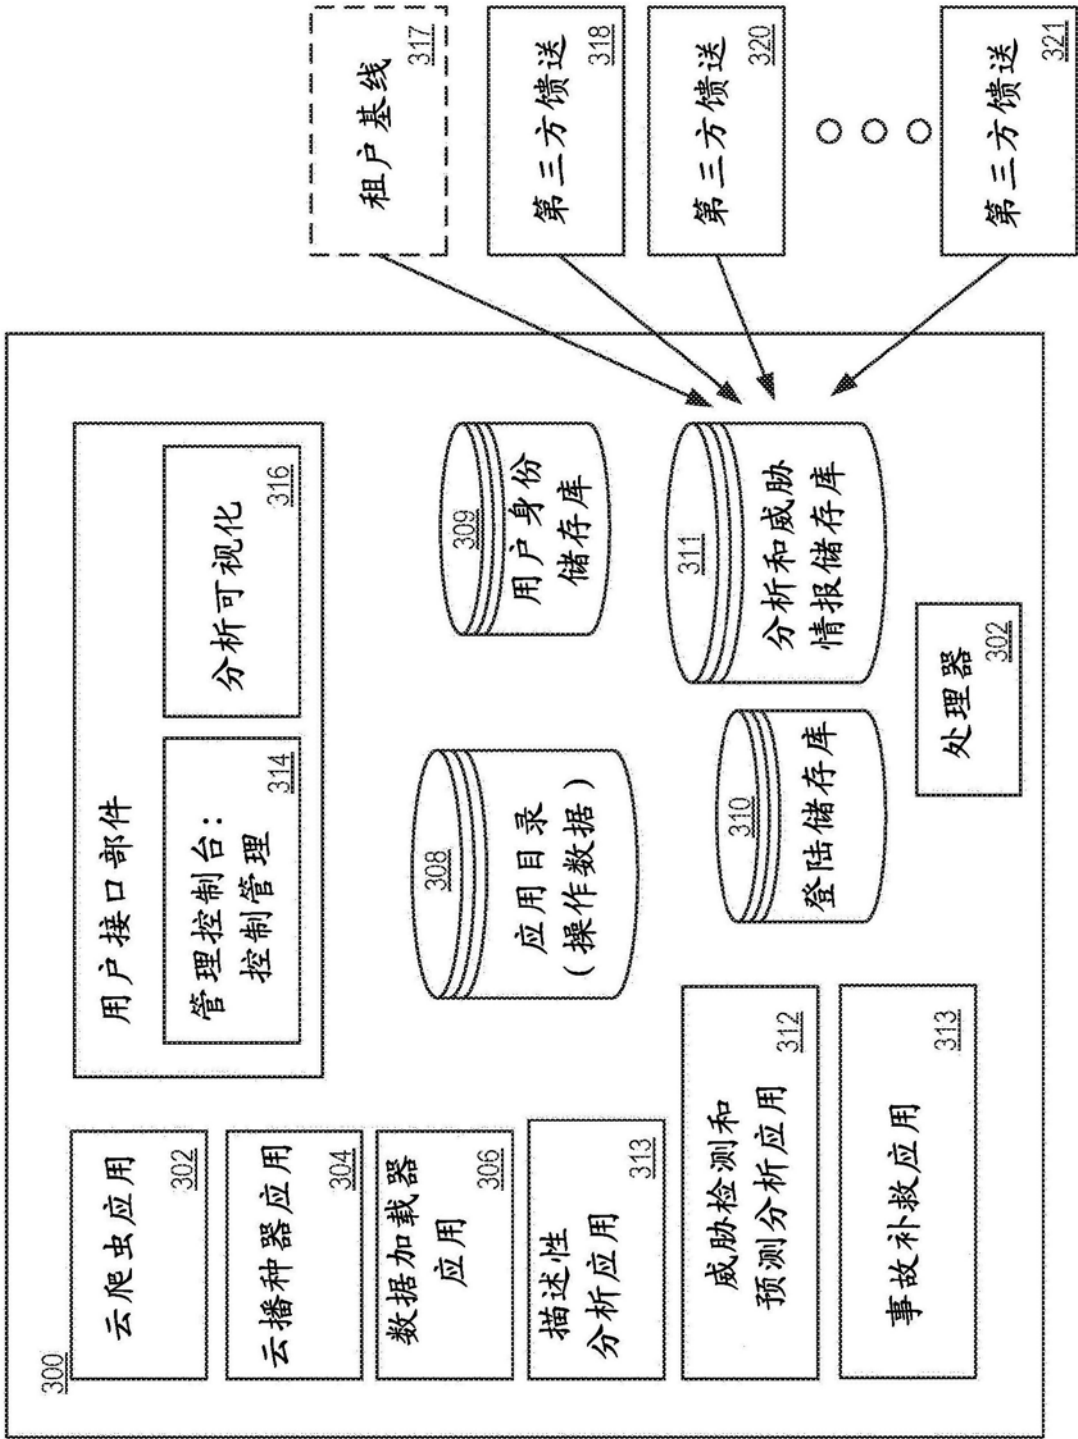 300
云爬虫应用
302
云播种器应用
304
数据加载器
应用
306
描述性
分析应用
313
威胁检测和
预测分析应用
312
事故补救应用
313
用户接口部件
管理控制台：
控制管理
314
分析可视化
316
308
应用目录
（操作数据）
309
用户身份
储存库
310
登陆储存库
311
分析和威胁
情报储存库
处理器
302
租户基线
317
第三方馈送
318
第三方馈送
320
第三方馈送
321